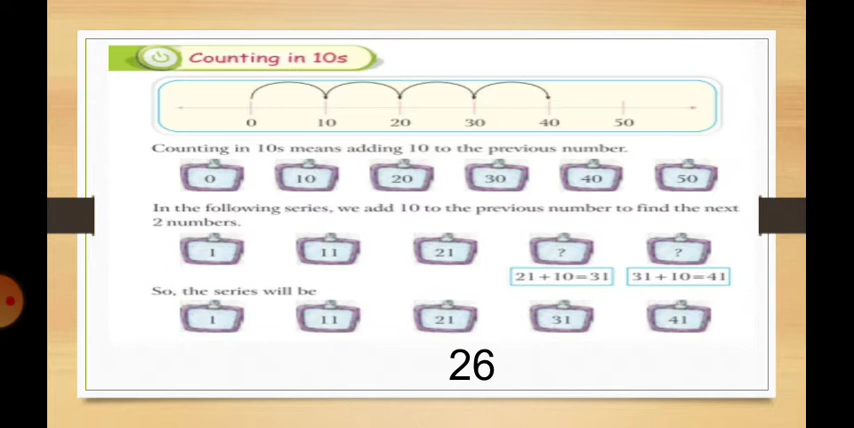 Counting in 10s
0 10 20 30 40 50
Counting in 10s means adding 10 to the previous number.
0 10 20 30 40 50
In the following series, we add 10 to the previous number to find the next
2 numbers.
1 11 21 ? ?
21+10=31 31+10=41
So, the series will be
1 11 21 31 41
26